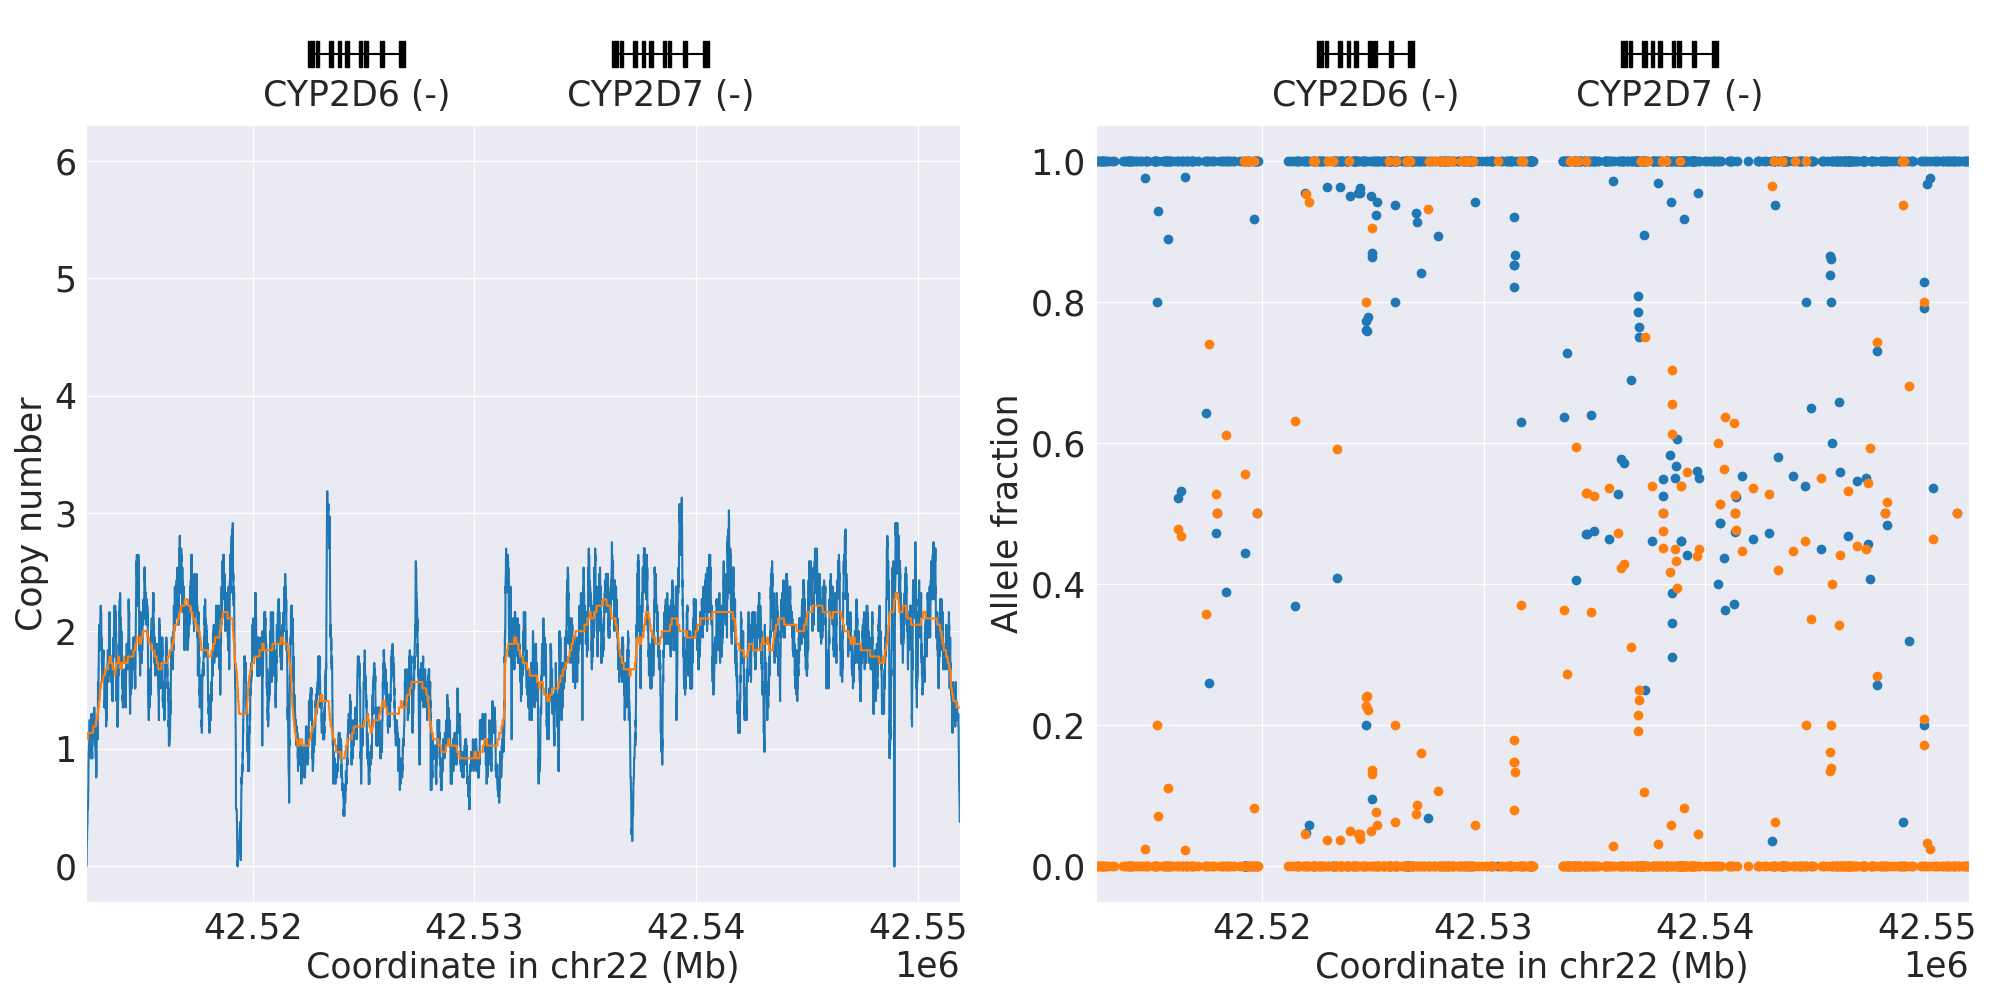 CYP2D6 (-)
CYP2D7 (-)
6
5
4
3
2
1
0
Copy number
42.52
42.53
42.54
42.55
Coordinate in chr22 (Mb)
1e6
CYP2D6 (-)
CYP2D7 (-)
1.0
0.8
0.6
0.4
0.2
0.0
Allele fraction
42.52
42.53
42.54
42.55
Coordinate in chr22 (Mb)
1e6